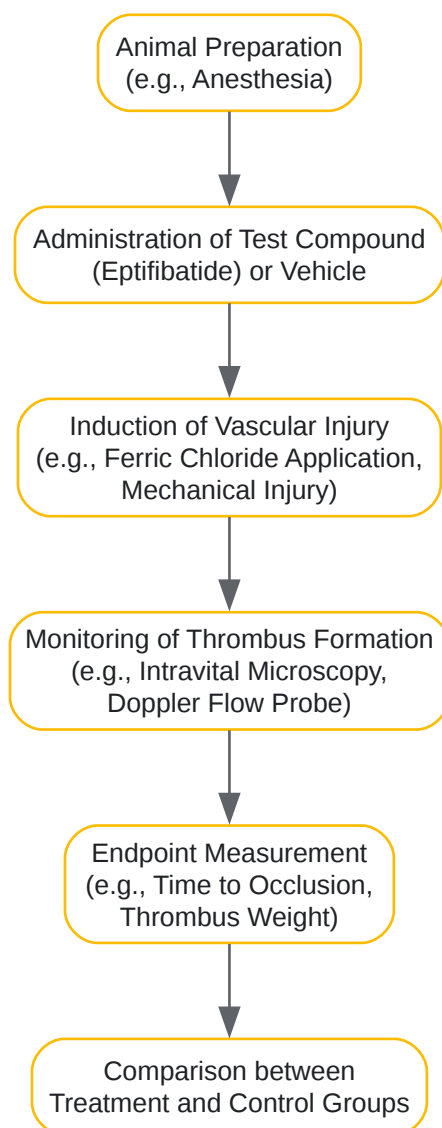 Animal Preparation
(e.g., Anesthesia)
Administration of Test Compound
(Eptifibatide) or Vehicle
Induction of Vascular Injury
(e.g., Ferric Chloride Application,
Mechanical Injury)
Monitoring of Thrombus Formation
(e.g., Intravital Microscopy,
Doppler Flow Probe)
Endpoint Measurement
(e.g., Time to Occlusion,
Thrombus Weight)
Comparison between
Treatment and Control Groups